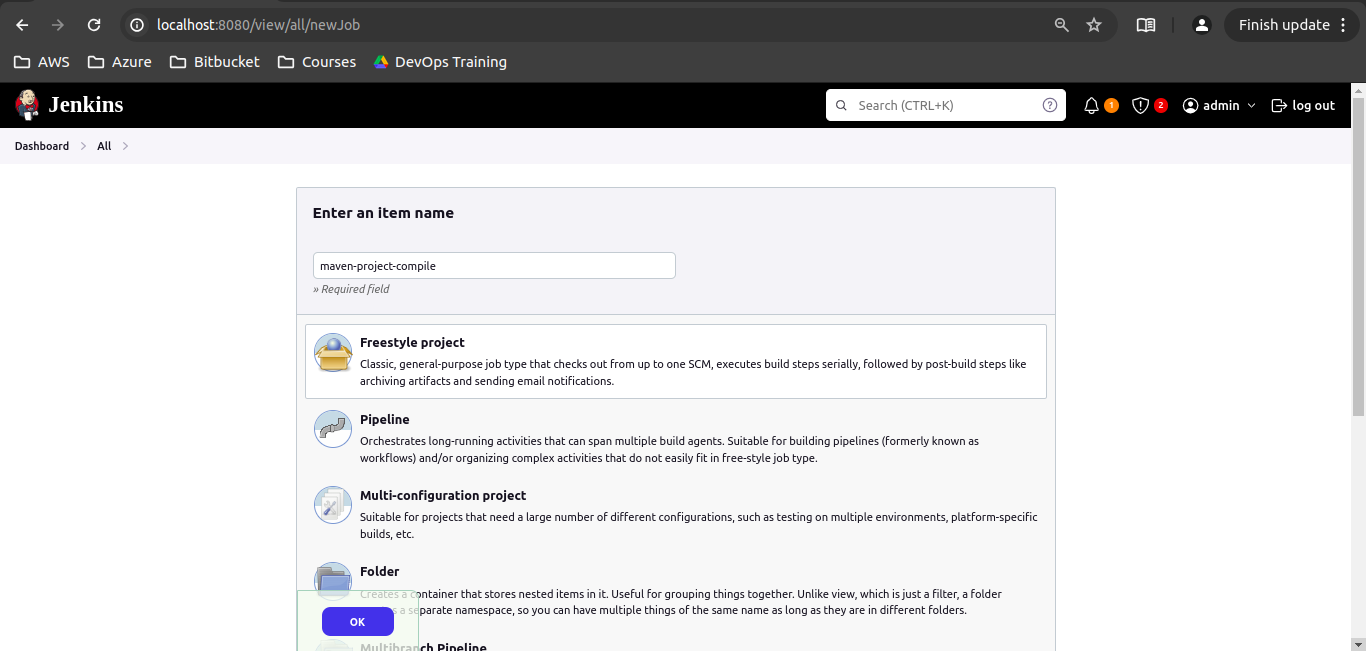 localhost:8080/view/all/newJob
Finish update
AWS
Azure
Bitbucket
Courses
DevOps Training
Jenkins
Search (CTRL+K)
?
1
2
admin
log out
Dashboard
All
Enter an item name
maven-project-compile
» Required field
Freestyle project
Classic, general-purpose job type that checks out from up to one SCM, executes build steps serially, followed by post-build steps like
archiving artifacts and sending email notifications.
Pipeline
Orchestrates long-running activities that can span multiple build agents. Suitable for building pipelines (formerly known as
workflows) and/or organizing complex activities that do not easily fit in free-style job type.
Multi-configuration project
Suitable for projects that need a large number of different configurations, such as testing on multiple environments, platform-specific
builds, etc.
Folder
Creates a container that stores nested items in it. Useful for grouping things together. Unlike view, which is just a filter, a folder
a separate namespace, so you can have multiple things of the same name as long as they are in different folders.
OK
Multibranch Pipeline